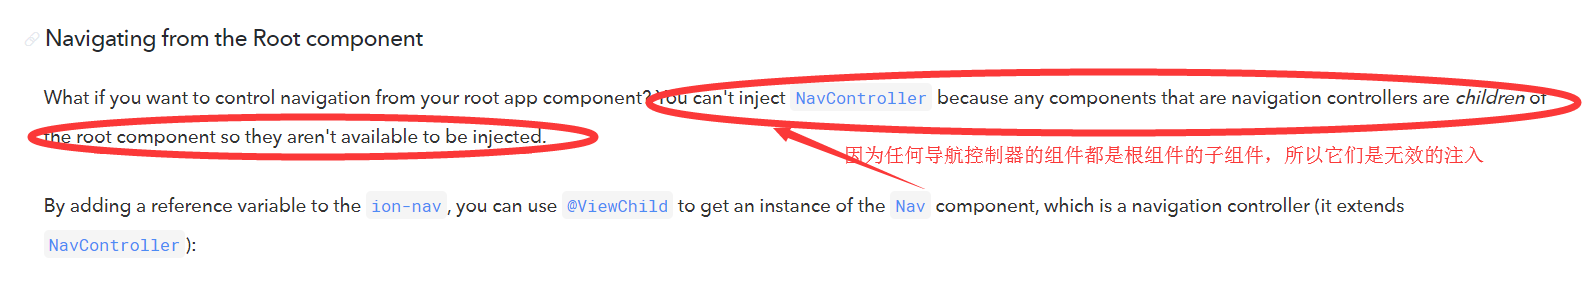 Navigating from the Root component
What if you want to control navigation from your root app component? You can't inject NavController because any components that are navigation controllers are children of
the root component so they aren't available to be injected.
因为任何导航控制器的组件都是根组件的子组件，所以它们是无效的注入
By adding a reference variable to the ion-nav, you can use @ViewChild to get an instance of the Nav component, which is a navigation controller (it extends
NavController):